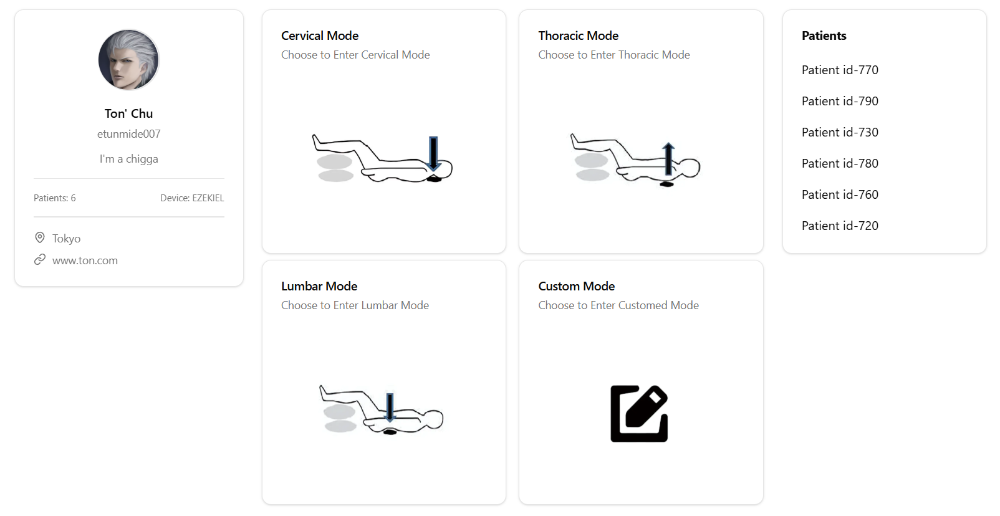 Ton' Chu
etunmide007
I'm a chigga
Patients: 6
Device: EZEKIEL
Tokyo
www.ton.com
Cervical Mode
Choose to Enter Cervical Mode
Thoracic Mode
Choose to Enter Thoracic Mode
Lumbar Mode
Choose to Enter Lumbar Mode
Custom Mode
Choose to Enter Customed Mode
Patients
Patient id-770
Patient id-790
Patient id-730
Patient id-780
Patient id-760
Patient id-720